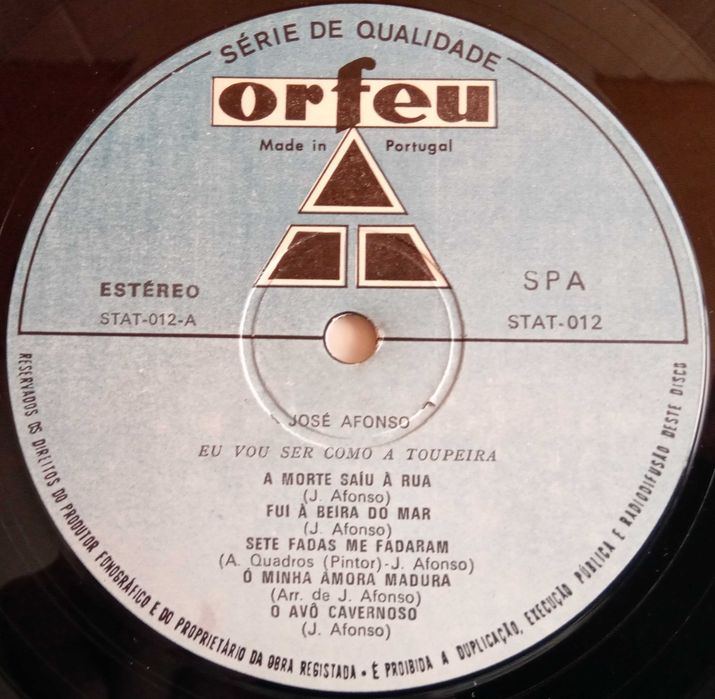 SÉRIE DE QUALIDADE
orfeu
Made in Portugal
ESTÉREO
SPA
STAT-012-A
STAT-012
JOSÉ AFONSO
EU VOU SER COMO A TOUPEIRA
A MORTE SAÍU À RUA
(J. Afonso)
FUI À BEIRA DO MAR
(J. Afonso)
SETE FADAS ME FADARAM
(A. Quadros (Pintor)-J. Afonso)
Ó MINHA ÂMORA MADURA
(Arr. de J. Afonso)
O AVÔ CAVERNOSO
(J. Afonso)
RESERVADOS OS DIREITOS DO PRODUTOR FONOGRÁFICO E DO PROPRIETÁRIO DA OBRA REGISTADA • É PROIBIDA A DUPLICAÇÃO, EXECUÇÃO PÚBLICA E RADIODIFUSÃO DESTE DISCO